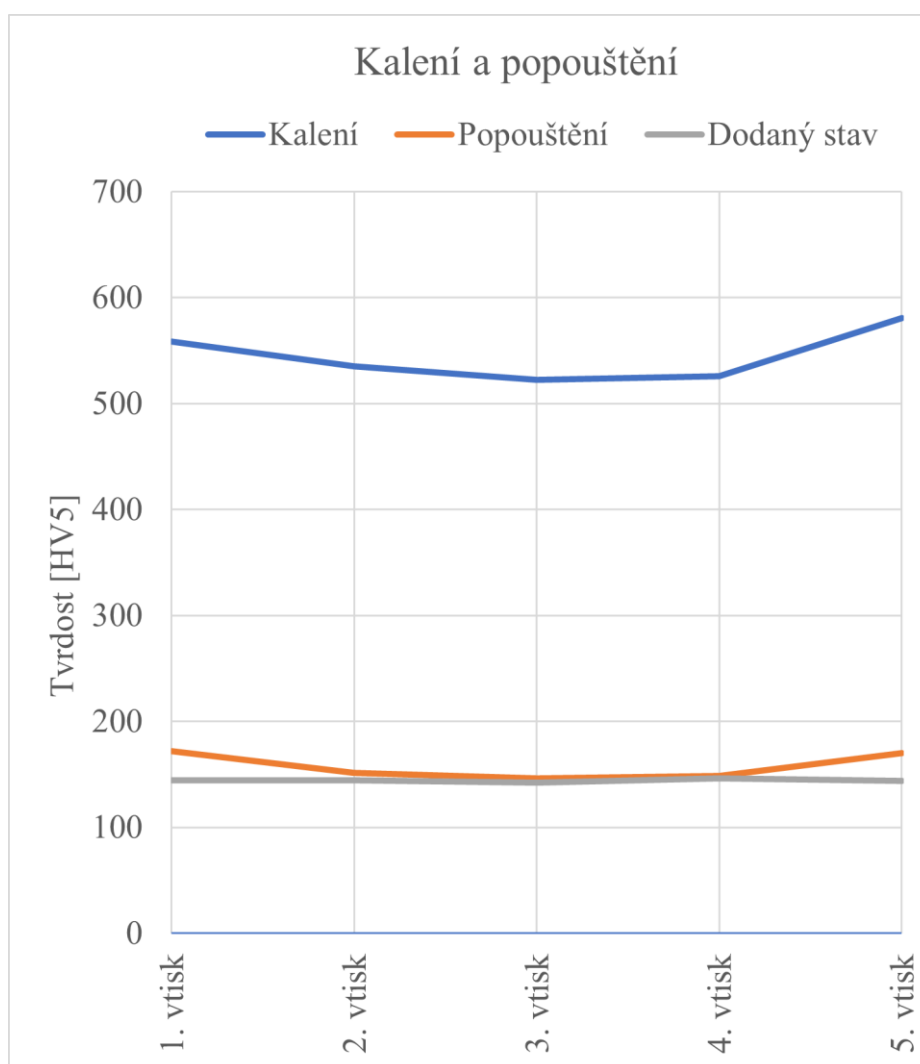 Kalení a popouštění
Kalení Popouštění Dodaný stav
700
600
500
400
300
200
100
0
Tvrdost [HV5]
1. vtisk
2. vtisk
3. vtisk
4. vtisk
5. vtisk